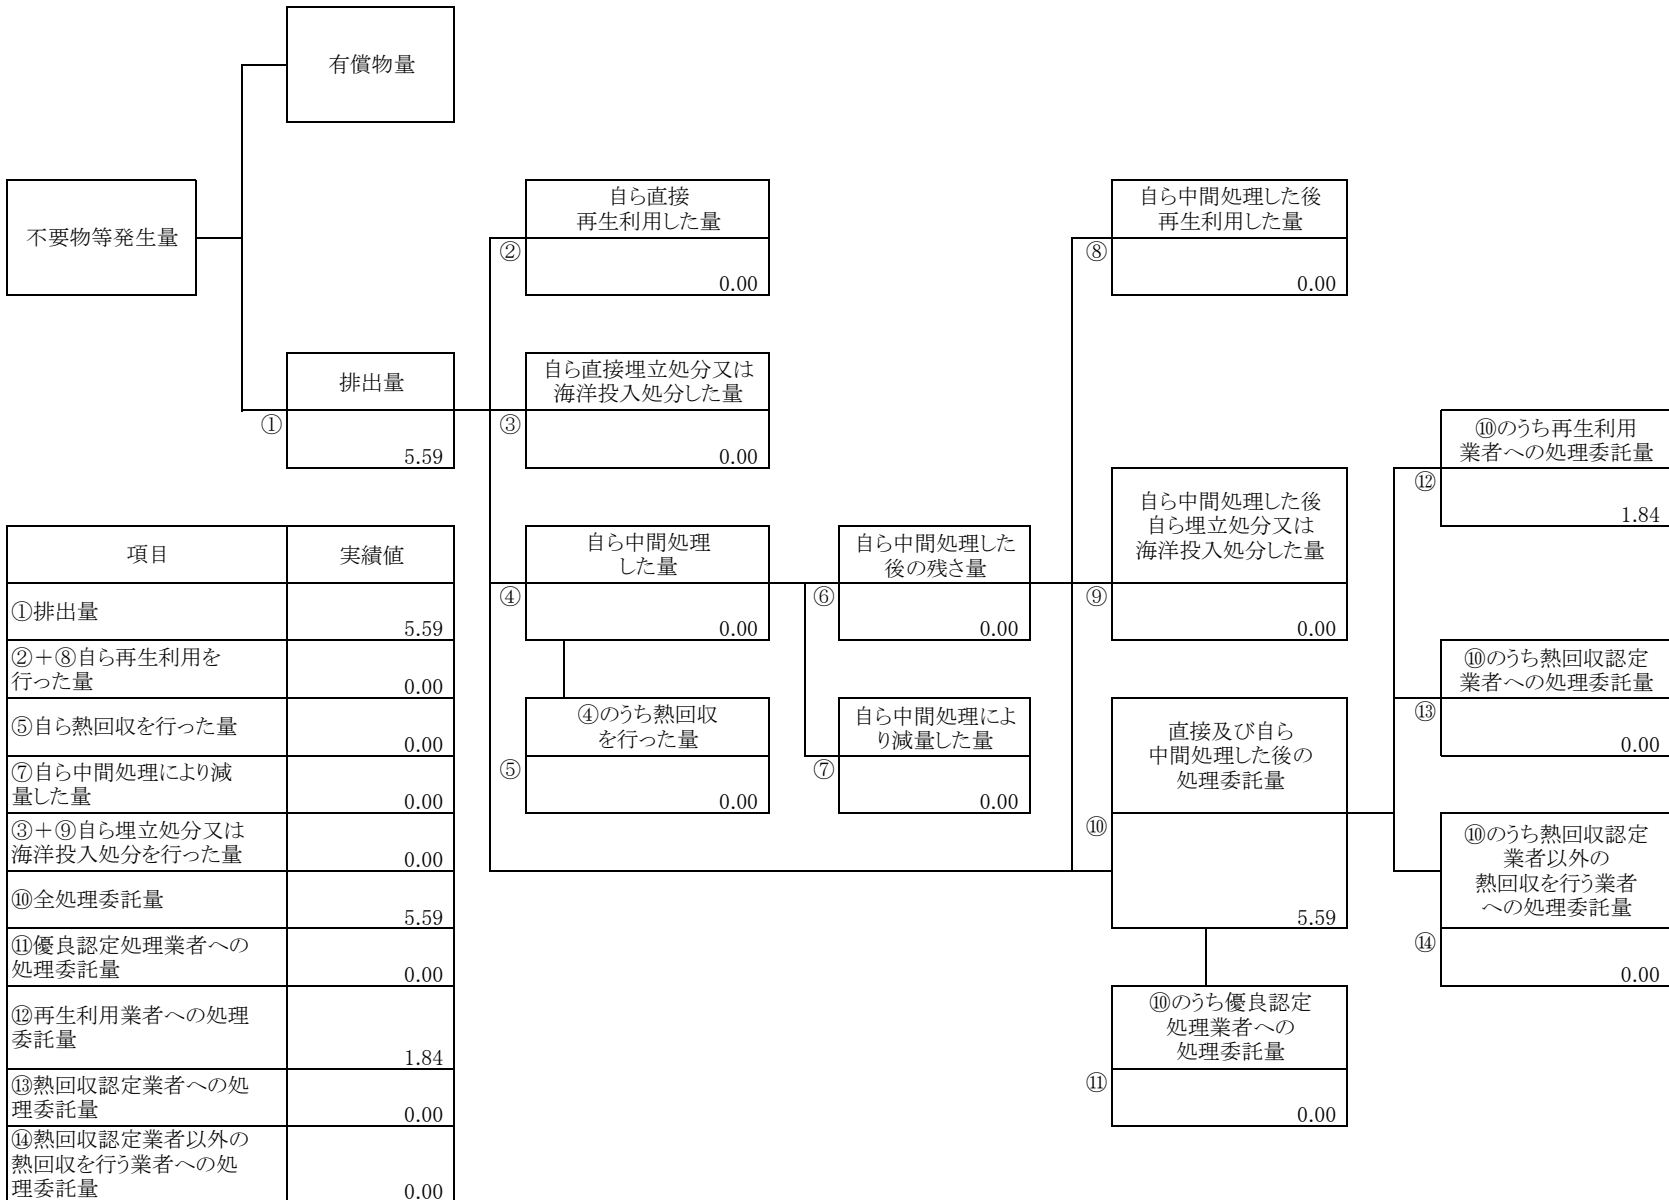 有償物量
不要物等発生量
自ら直接
再生利用した量
②
0.00
自ら中間処理した後
再生利用した量
⑧
0.00
排出量
①
5.59
自ら直接埋立処分又は
海洋投入処分した量
③
0.00
⑩のうち再生利用
業者への処理委託量
⑫
1.84
自ら中間処理
した量
④
0.00
自ら中間処理した
後の残さ量
⑥
0.00
自ら中間処理した後
自ら埋立処分又は
海洋投入処分した量
⑨
0.00
⑩のうち熱回収認定
業者への処理委託量
⑬
0.00
④のうち熱回収
を行った量
⑤
0.00
自ら中間処理によ
り減量した量
⑦
0.00
直接及び自ら
中間処理した後の
処理委託量
⑩
5.59
⑩のうち熱回収認定
業者以外の
熱回収を行う業者
への処理委託量
⑭
0.00
⑩のうち優良認定
処理業者への
処理委託量
⑪
0.00
項目 実績値
①排出量 5.59
②＋⑧自ら再生利用を
行った量 0.00
⑤自ら熱回収を行った量 0.00
⑦自ら中間処理により減
量した量 0.00
③＋⑨自ら埋立処分又は
海洋投入処分を行った量 0.00
⑩全処理委託量 5.59
⑪優良認定処理業者への
処理委託量 0.00
⑫再生利用業者への処理
委託量 1.84
⑬熱回収認定業者への処
理委託量 0.00
⑭熱回収認定業者以外の
熱回収を行う業者への処
理委託量 0.00